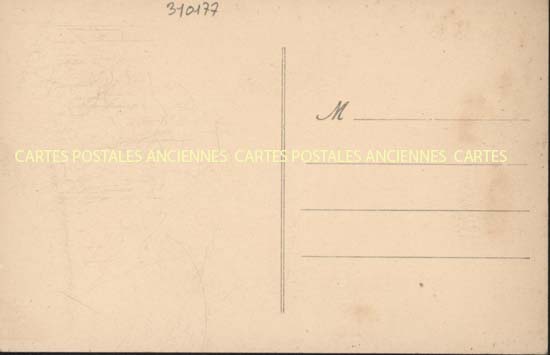 310177
M
CARTES POSTALES ANCIENNES CARTES POSTALES ANCIENNES CARTES